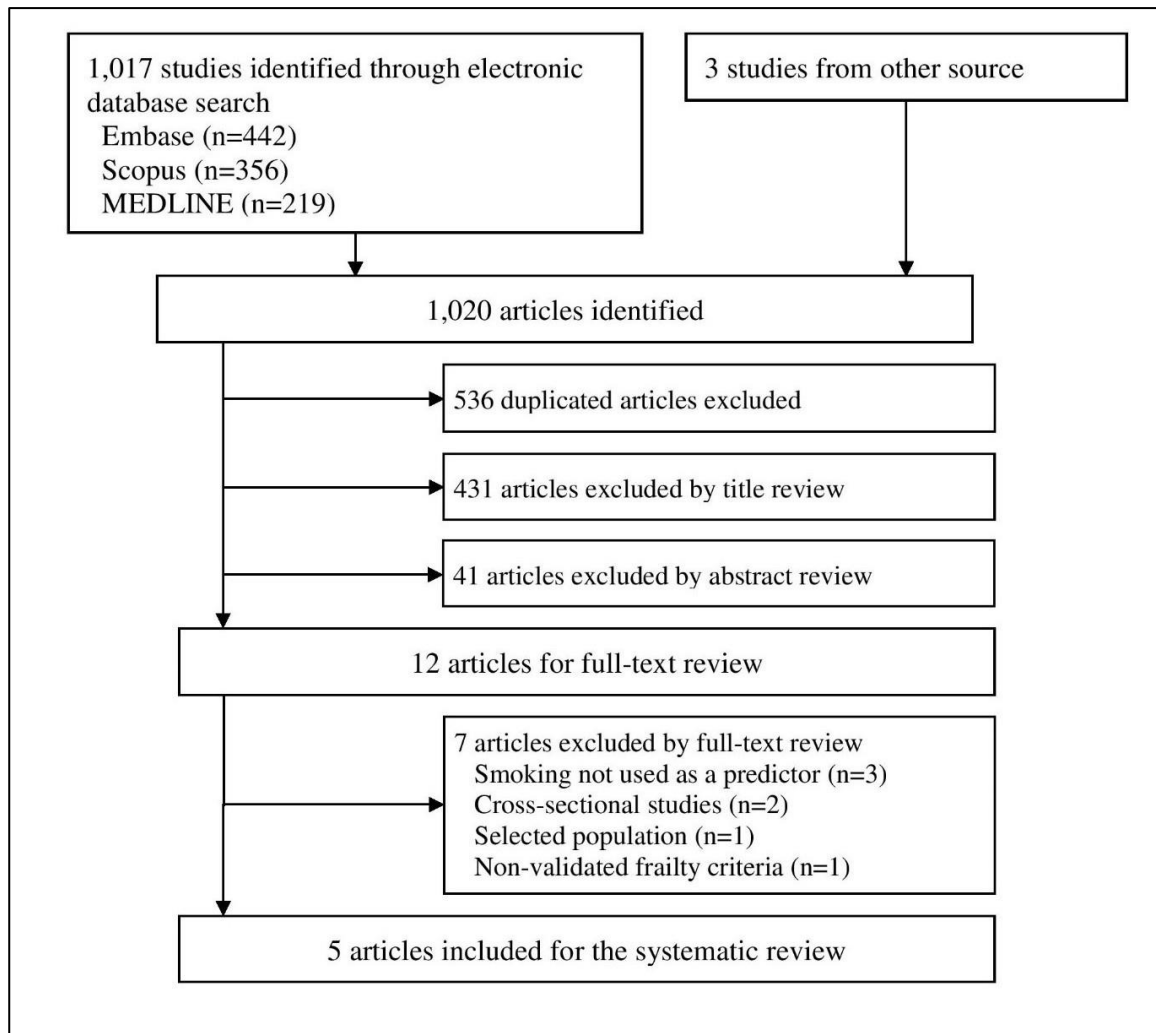 1,017 studies identified through electronic
database search
Embase (n=442)
Scopus (n=356)
MEDLINE (n=219)
3 studies from other source
1,020 articles identified
536 duplicated articles excluded
431 articles excluded by title review
41 articles excluded by abstract review
12 articles for full-text review
7 articles excluded by full-text review
Smoking not used as a predictor (n=3)
Cross-sectional studies (n=2)
Selected population (n=1)
Non-validated frailty criteria (n=1)
5 articles included for the systematic review